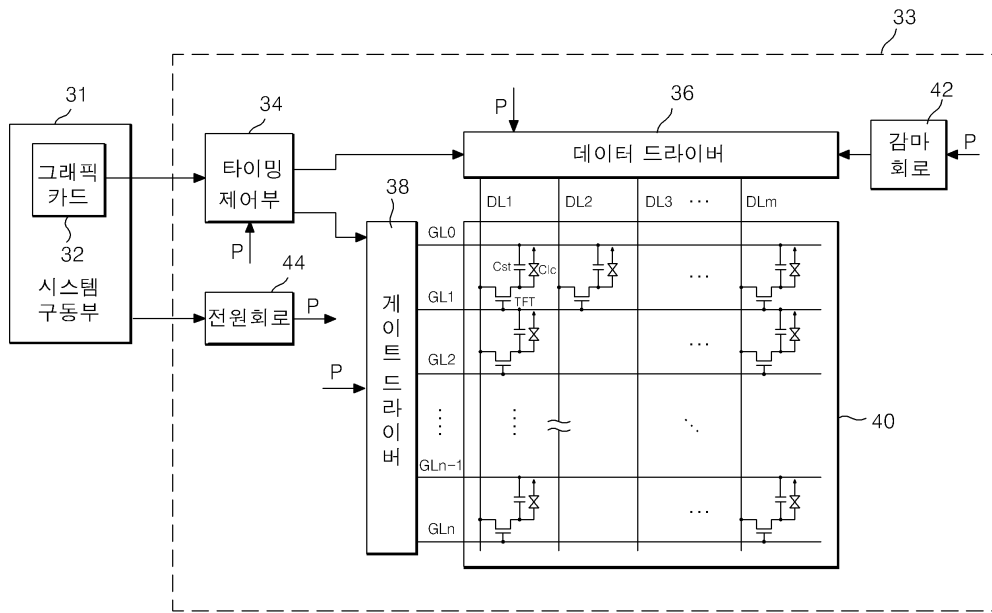 33
31
34
P
36
42
P
그래픽
카드
32
시스템
구동부
타이밍
제어부
데이터 드라이버
감마
회로
38
DL1
DL2
DL3
DLm
P
44
전원회로
P
P
게이트 드라이버
GL0
Cst
Clc
GL1
TFT
GL2
40
GLn-1
GLn